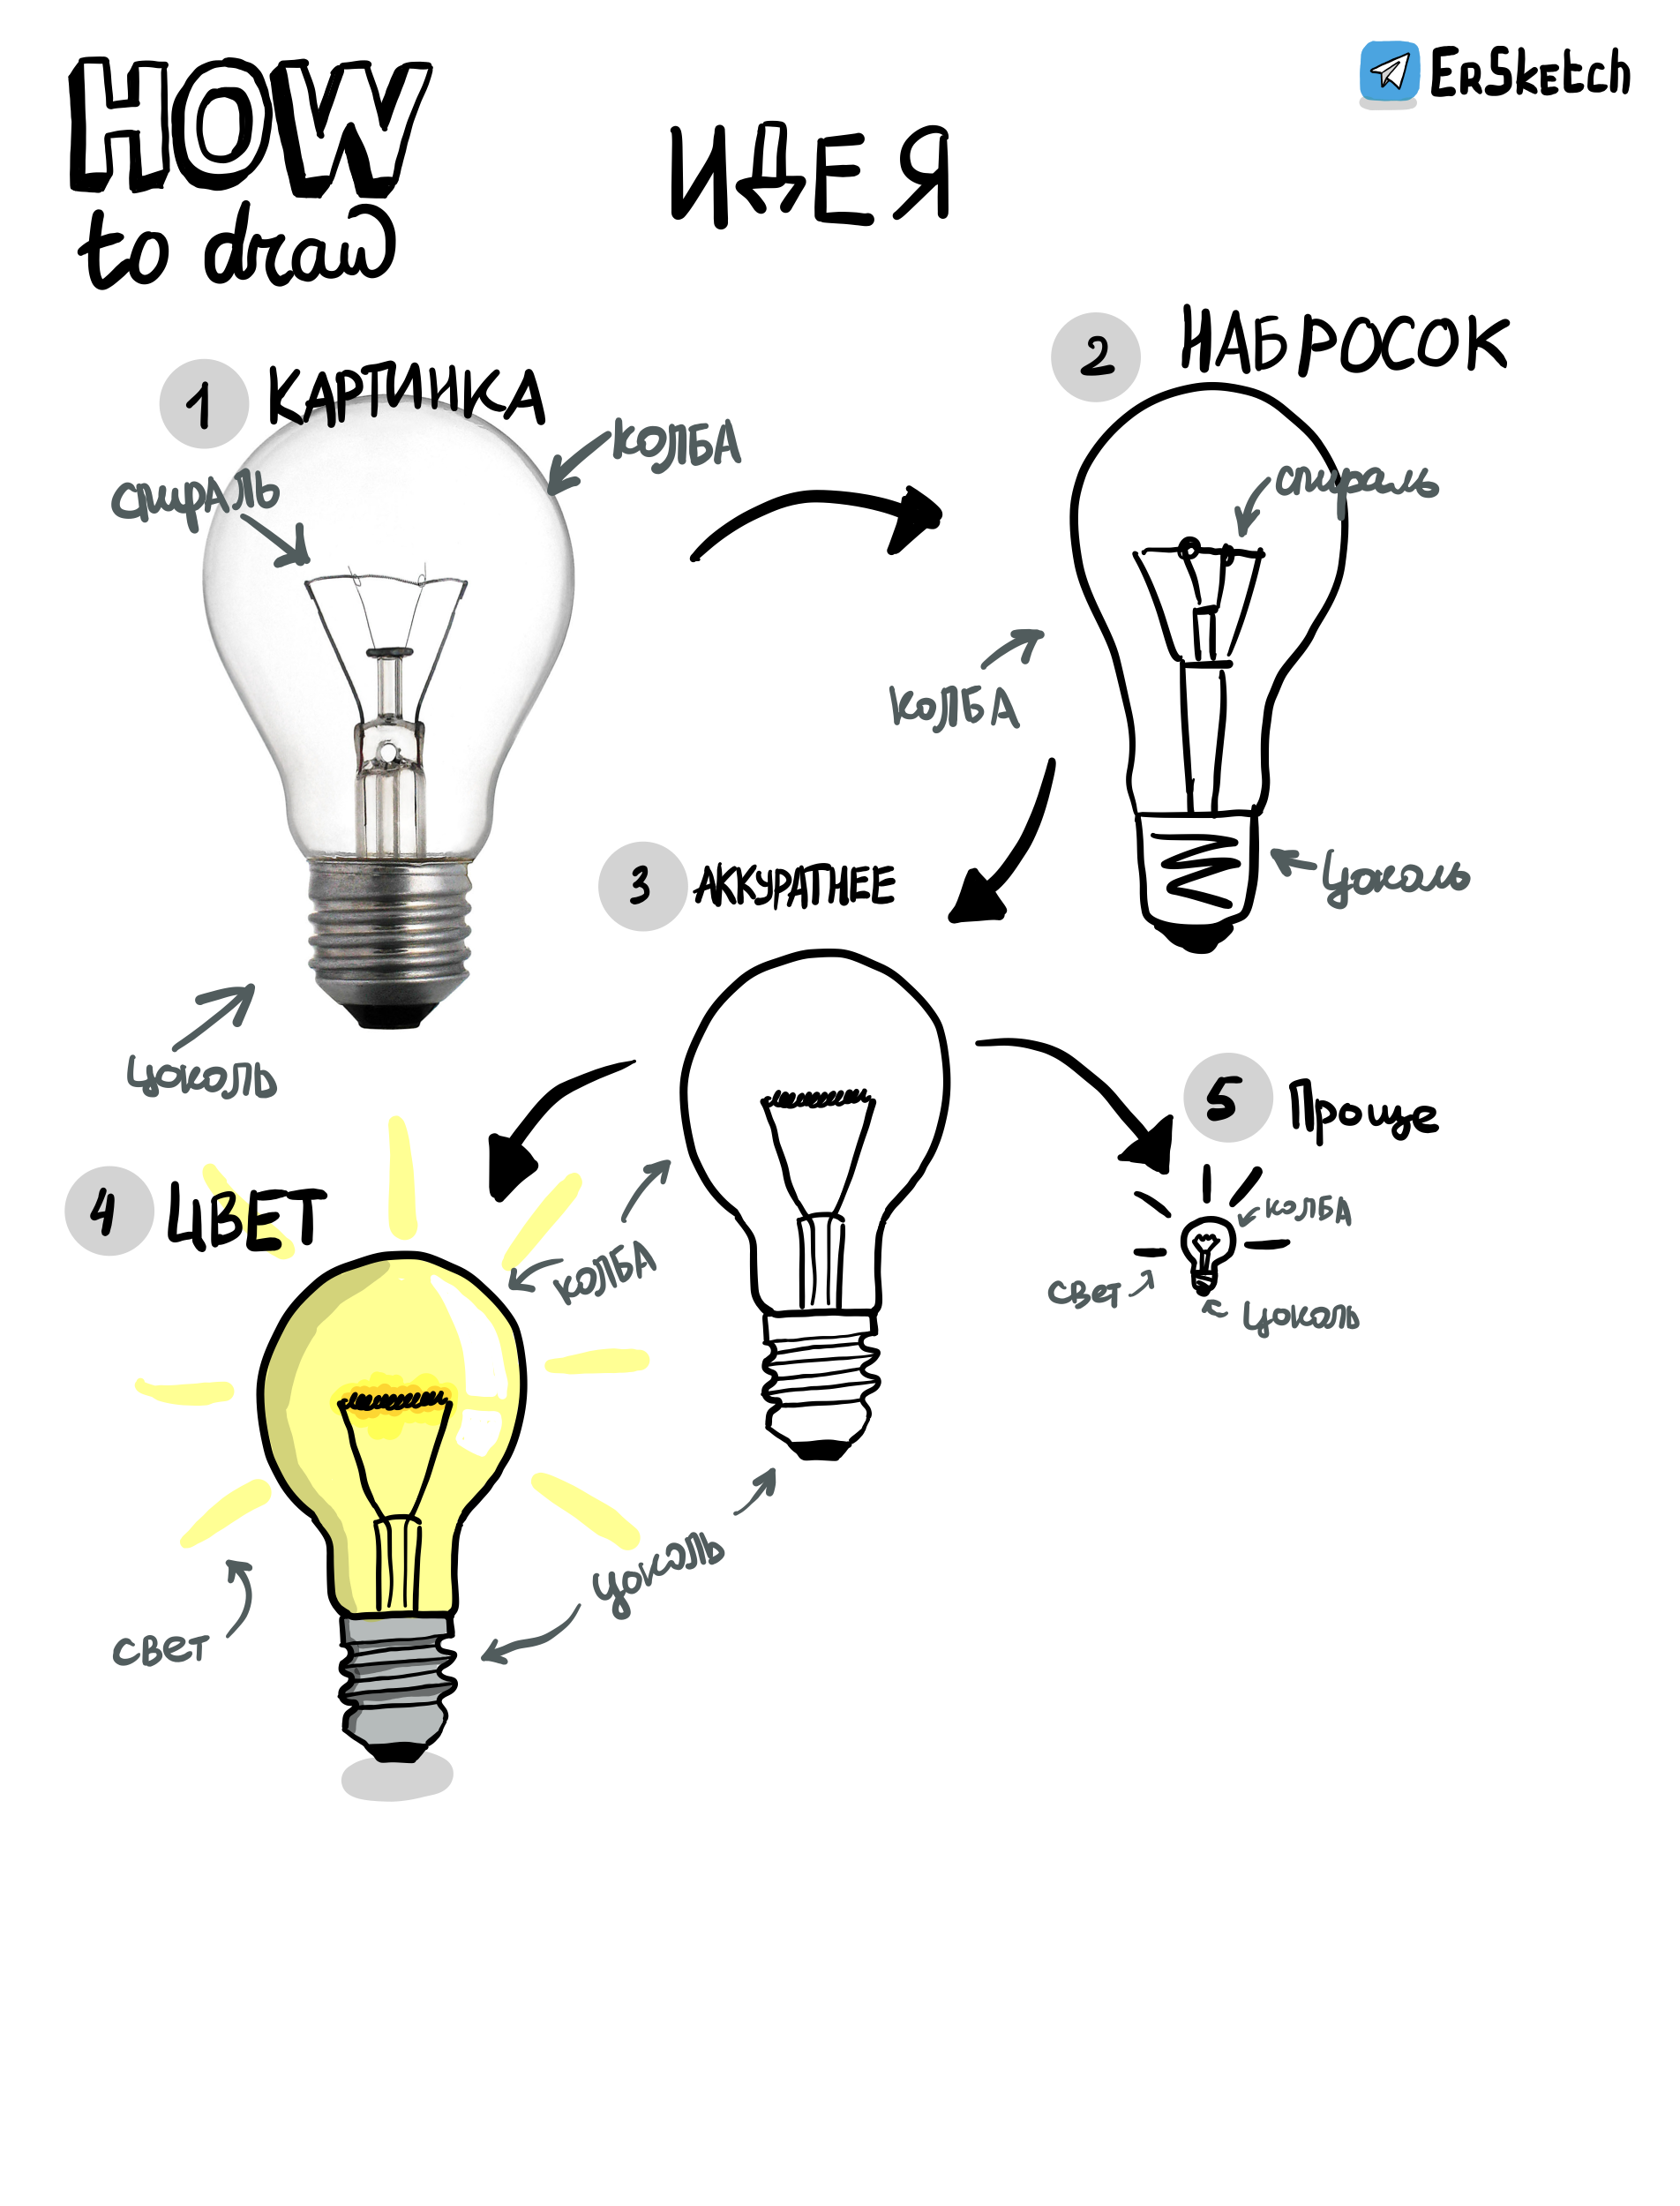 HOW
to draw
ErSketch
ИДЕЯ
1 КАРТИНКА
колба
спираль
цоколь
2 НАБРОСОК
спираль
колба
цоколь
3 АККУРАТНЕЕ
колба
цоколь
4 ЦВЕТ
свет
5 Проще
колба
свет
цоколь